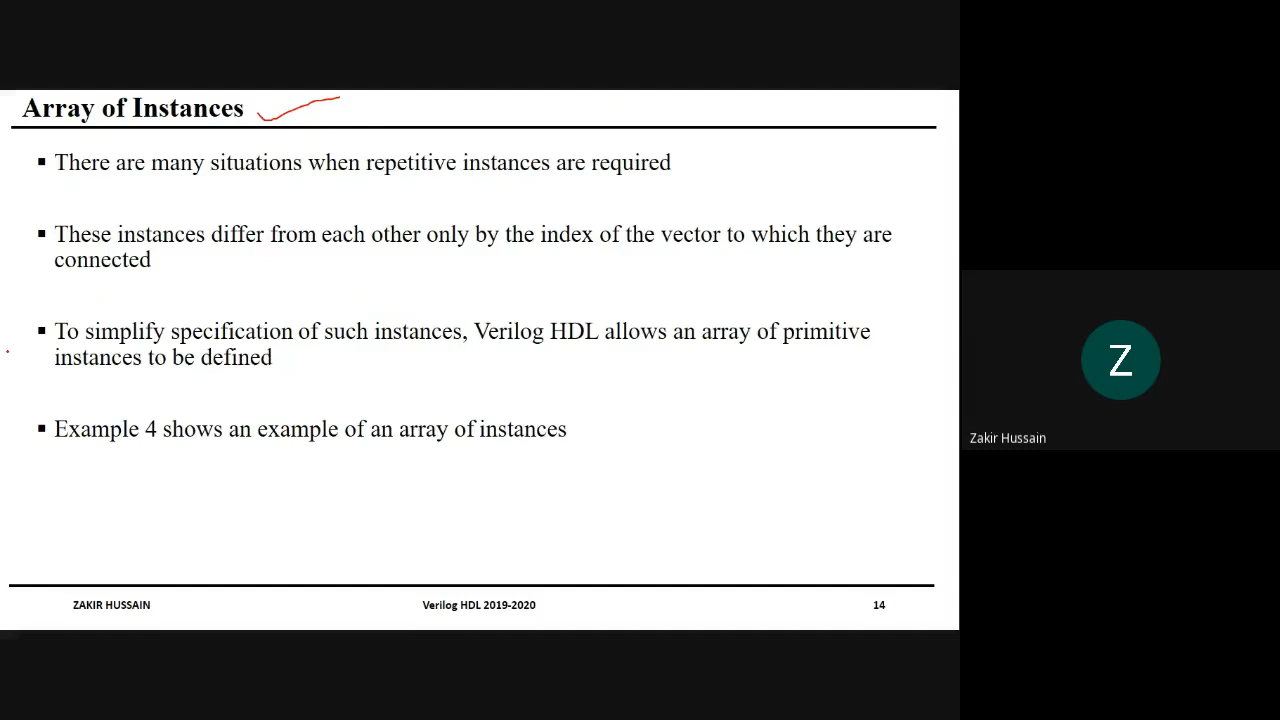 Array of Instances
▪ There are many situations when repetitive instances are required
▪ These instances differ from each other only by the index of the vector to which they are
connected
▪ To simplify specification of such instances, Verilog HDL allows an array of primitive
instances to be defined
▪ Example 4 shows an example of an array of instances
ZAKIR HUSSAIN
Verilog HDL 2019-2020
14
Z
Zakir Hussain